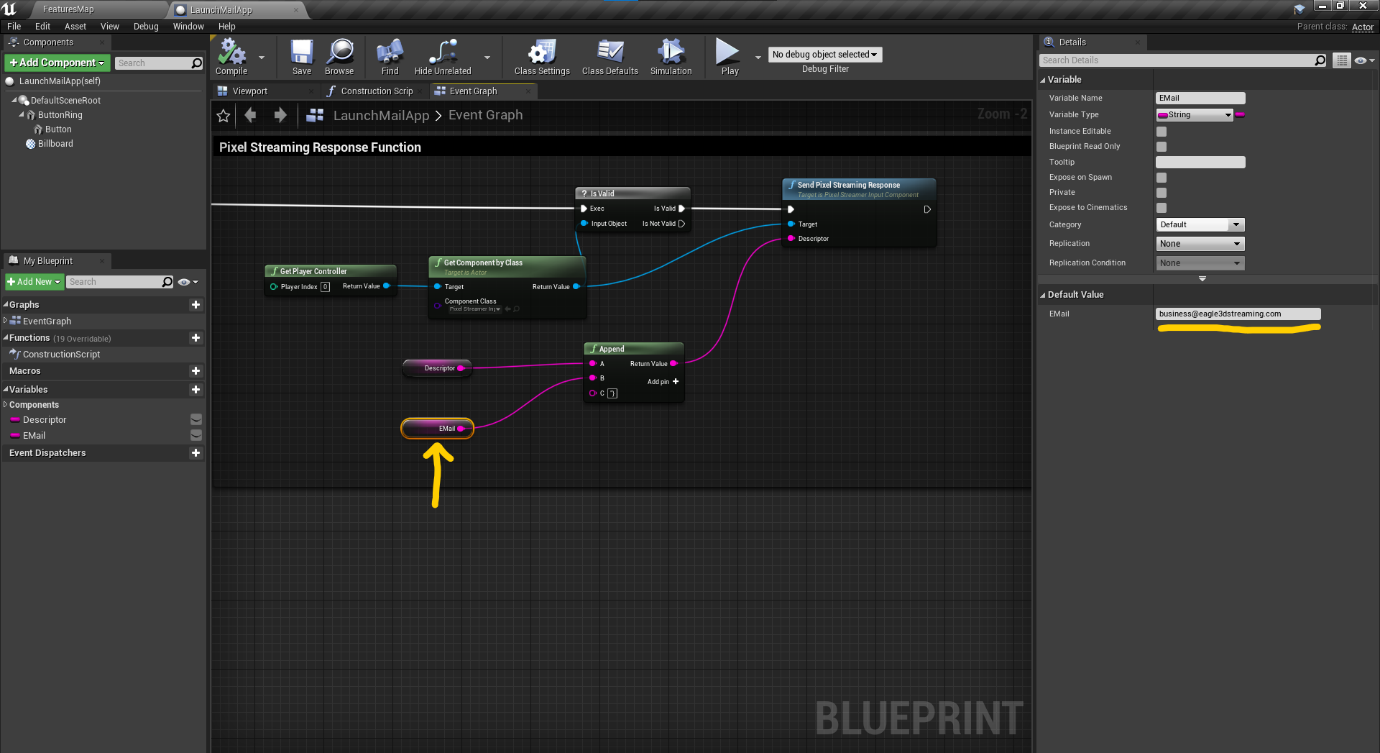 FeaturesMap
LaunchMailApp
File Edit Asset View Debug Window Help
Parent class: Actor
Components
+ Add Component
Search
LaunchMailApp(self)
DefaultSceneRoot
ButtonRing
Button
Billboard
My Blueprint
+ Add New
Search
Graphs
EventGraph
Functions (19 Overridable)
ConstructionScript
Macros
Variables
Components
Descriptor
EMail
Event Dispatchers
Compile
Save
Browse
Find
Hide Unrelated
Class Settings
Class Defaults
Simulation
Play
No debug object selected
Debug Filter
Viewport
Construction Scrip
Event Graph
LaunchMailApp > Event Graph
Zoom -2
Pixel Streaming Response Function
? Is Valid
Exec Is Valid
Input Object Is Not Valid
Send Pixel Streaming Response
Target is Pixel Streamer Input Component
Target
Descriptor
Get Player Controller
Player Index 0 Return Value
Get Component by Class
Target is Actor
Target Return Value
Component Class
Pixel Streamer Inp
Append
A Return Value
B Add pin +
C "}
Descriptor
EMail
BLUEPRINT
Details
Search Details
Variable
Variable Name EMail
Variable Type String
Instance Editable
Blueprint Read Only
Tooltip
Expose on Spawn
Private
Expose to Cinematics
Category Default
Replication None
Replication Condition None
Default Value
EMail business@eagle3dstreaming.com